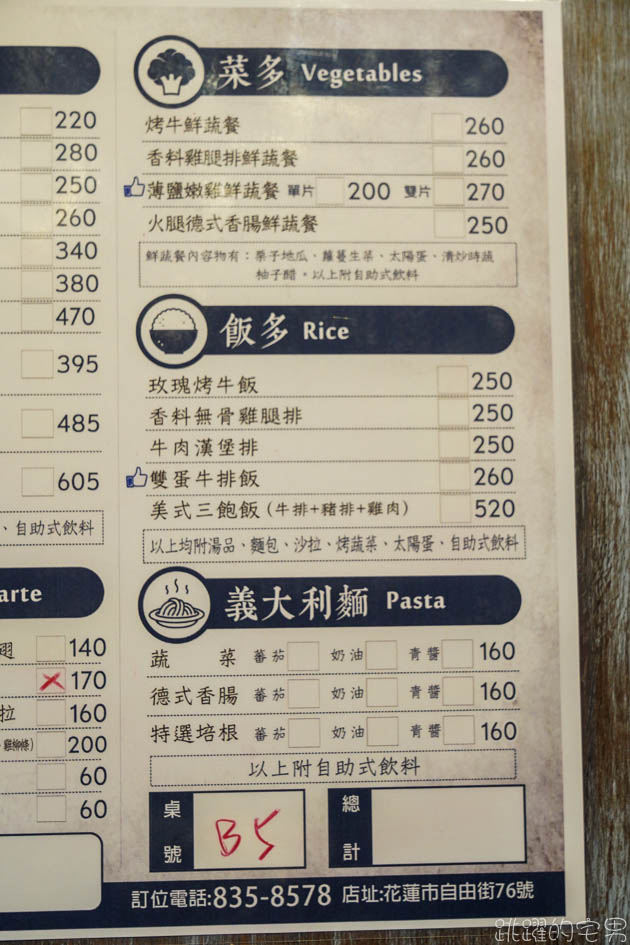 220
280
250
260
340
380
470
395
485
605
、自助式飲料
arte
翅 140
170
拉 160
雞柳條) 200
60
60
菜多 Vegetables
烤牛鮮蔬餐 260
香料雞腿排鮮蔬餐 260
薄鹽嫩雞鮮蔬餐 單片 200 雙片 270
火腿德式香腸鮮蔬餐 250
鮮蔬餐內容物有：栗子地瓜、蘿蔓生菜、太陽蛋、清炒時蔬
柚子醋。以上附自助式飲料
飯多 Rice
玫瑰烤牛飯 250
香料無骨雞腿排 250
牛肉漢堡排 250
雙蛋牛排飯 260
美式三飽飯（牛排+豬排+雞肉） 520
以上均附湯品、麵包、沙拉、烤蔬菜、太陽蛋、自助式飲料
義大利麵 Pasta
蔬菜 蕃茄 奶油 青醬 160
德式香腸 蕃茄 奶油 青醬 160
特選培根 蕃茄 奶油 青醬 160
以上附自助式飲料
桌號 B5 總計
訂位電話:835-8578 店址:花蓮市自由街76號
跳躍的宅男